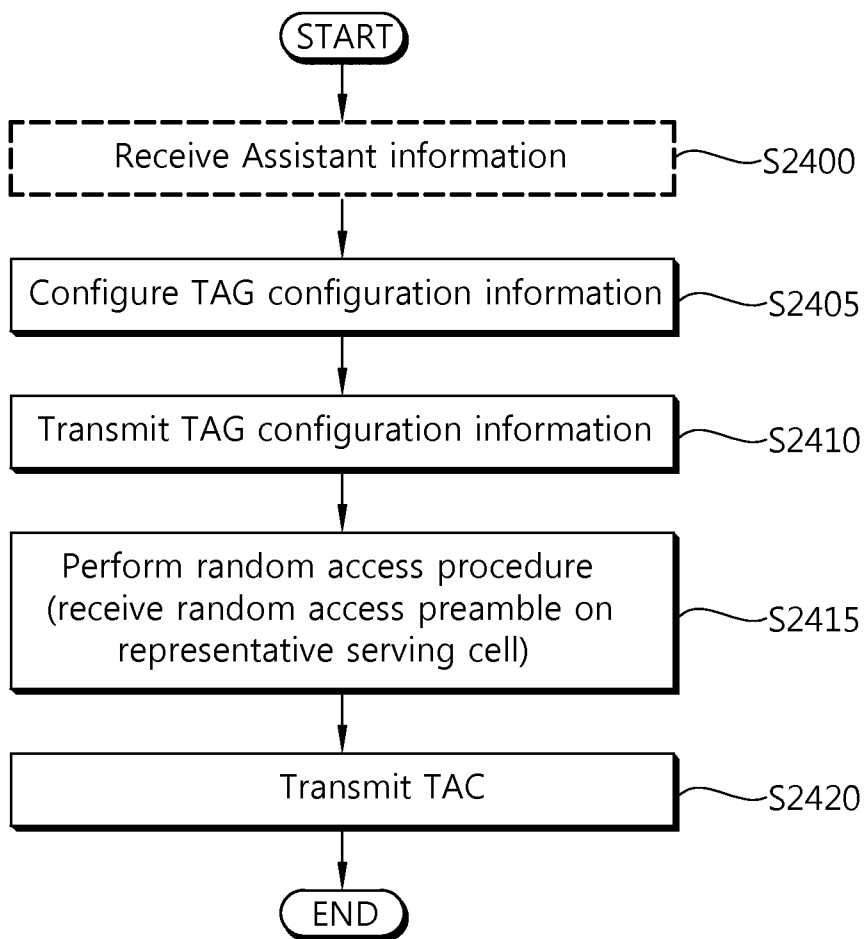 START
Receive Assistant information
S2400
Configure TAG configuration information
S2405
Transmit TAG configuration information
S2410
Perform random access procedure
(receive random access preamble on
representative serving cell)
S2415
Transmit TAC
S2420
END